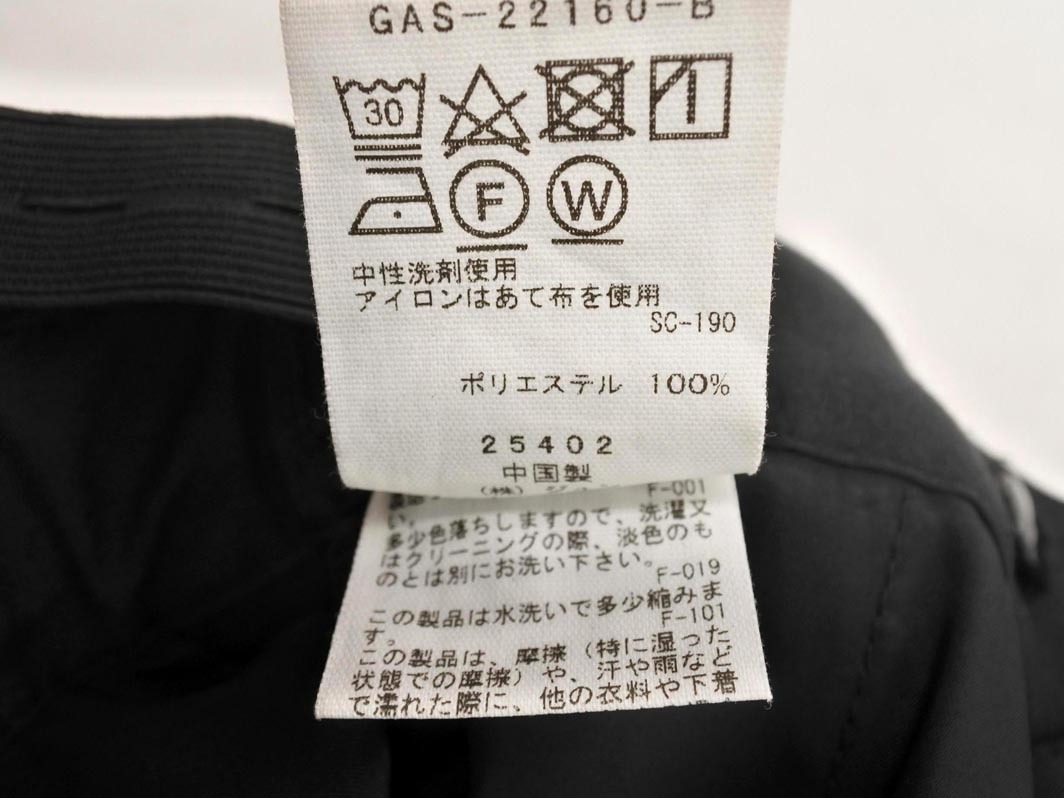 GAS-22160-B
30
F
W
中性洗剤使用
アイロンはあて布を使用
SC-190
ポリエステル 100%
25402
中国製
(株)
F-001
い。
多少色落ちしますので、洗濯又
はクリーニングの際、淡色のも
のとは別にお洗い下さい。
F-019
この製品は水洗いで多少縮みま
す。
F-101
この製品は、摩擦(特に湿った
状態での摩擦)や、汗や雨など
で濡れた際に、他の衣料や下着